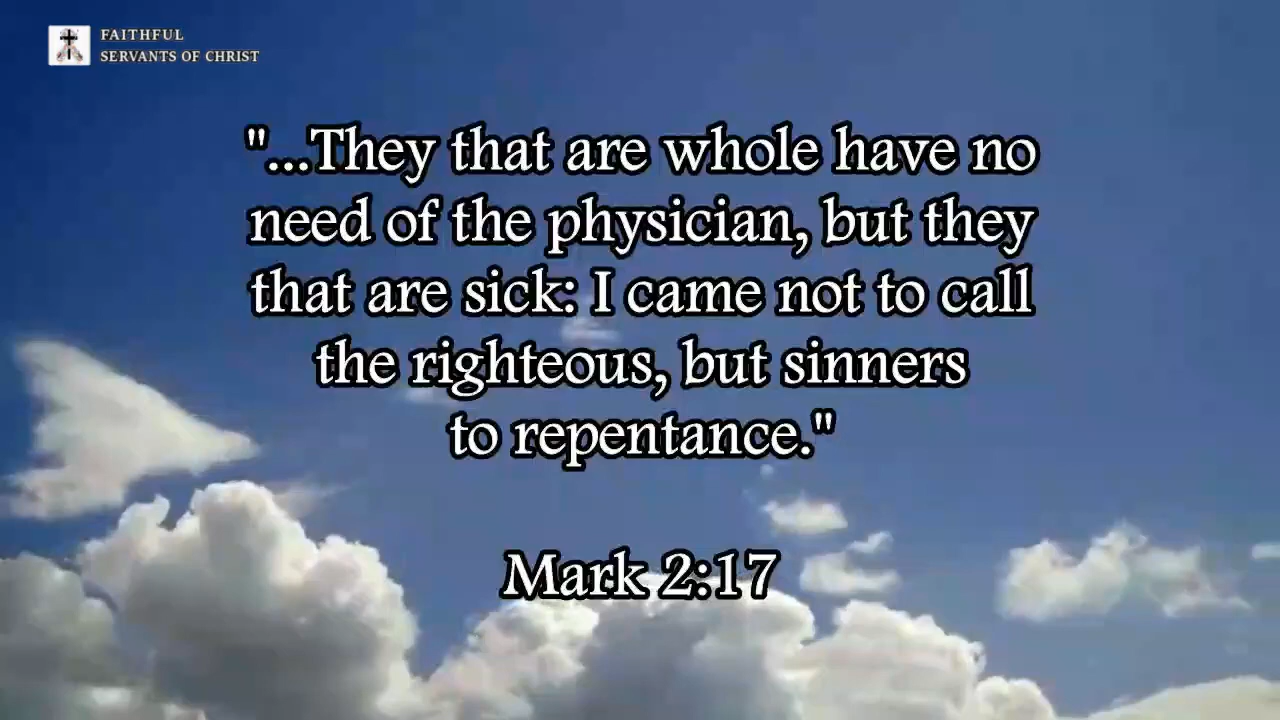 FAITHFUL
SERVANTS OF CHRIST
"...They that are whole have no
need of the physician, but they
that are sick: I came not to call
the righteous, but sinners
to repentance."
Mark 2:17